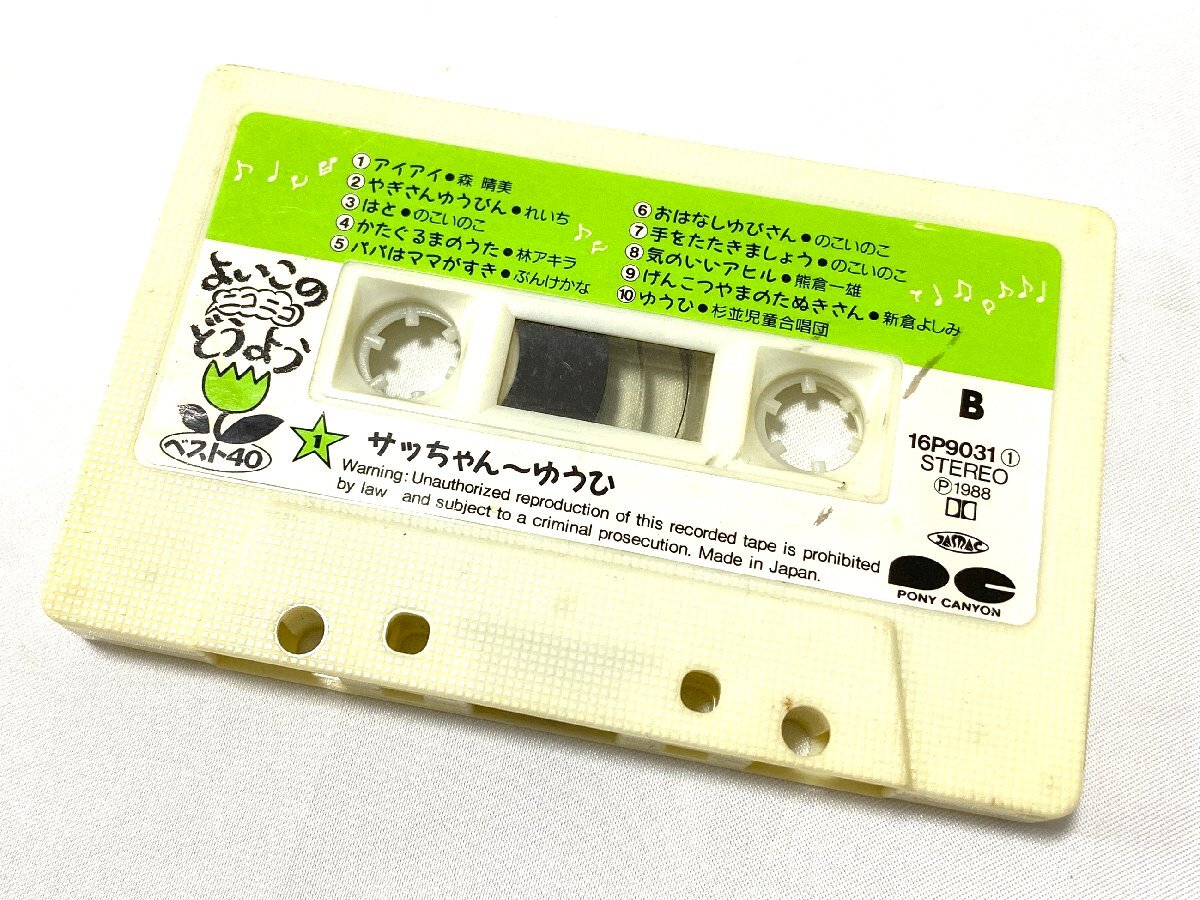 ① アイアイ●森 晴美
② やぎさんゆうびん●れいち
③ はと●のこいのこ
④ かたぐるまのうた●林アキラ
⑤ パパはママがすき●ぶんけかな
⑥ おはなしゆびさん●のこいのこ
⑦ 手をたたきましょう●のこいのこ
⑧ 気のいいアヒル●熊倉一雄
⑨ げんこつやまのたぬきさん●新倉よしみ
⑩ ゆうひ●杉並児童合唱団
よいこの
どうよう
ベスト40
1 サッちゃん〜ゆうひ
Warning: Unauthorized reproduction of this recorded tape is prohibited
by law and subject to a criminal prosecution. Made in Japan.
B
16P9031①
STEREO
Ⓟ1988
JASRAC
PONY CANYON